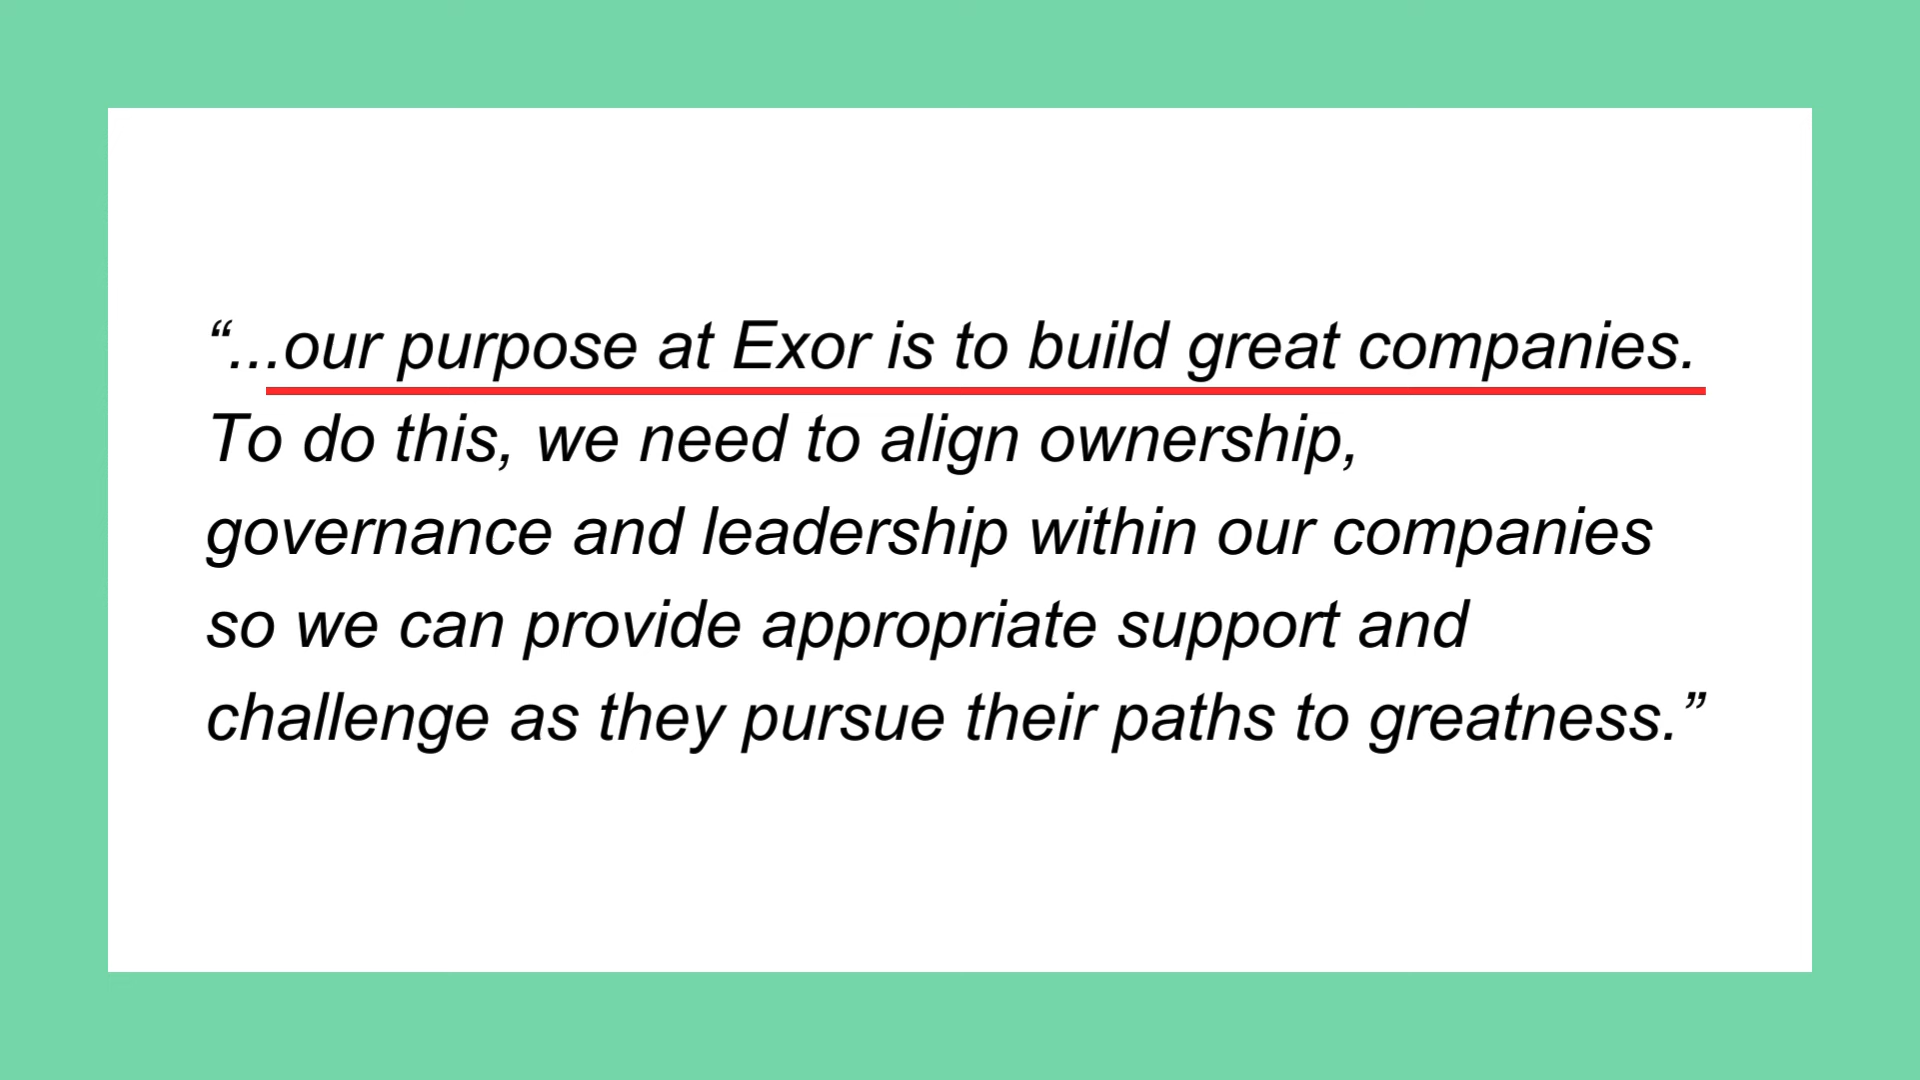 “...our purpose at Exor is to build great companies.
To do this, we need to align ownership,
governance and leadership within our companies
so we can provide appropriate support and
challenge as they pursue their paths to greatness.”